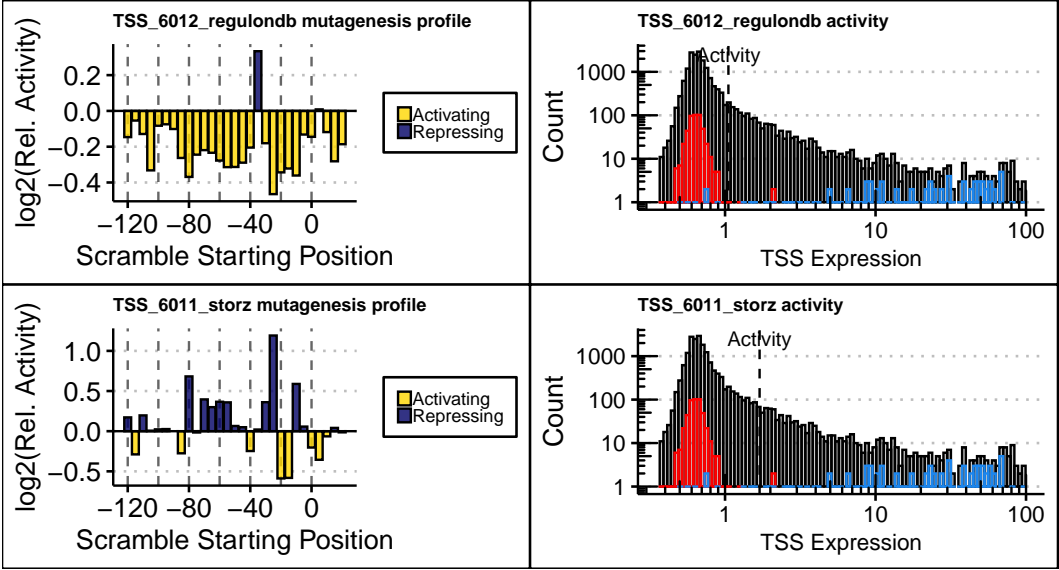 TSS_6012_regulondb mutagenesis profile
log2(Rel. Activity)
0.2
0.0
−0.2
−0.4
−120
−80
−40
0
Scramble Starting Position
Activating
Repressing
TSS_6012_regulondb activity
Activity
Count
1000
100
10
1
1
10
100
TSS Expression
TSS_6011_storz mutagenesis profile
log2(Rel. Activity)
1.0
0.5
0.0
−0.5
−120
−80
−40
0
Scramble Starting Position
Activating
Repressing
TSS_6011_storz activity
Activity
Count
1000
100
10
1
1
10
100
TSS Expression